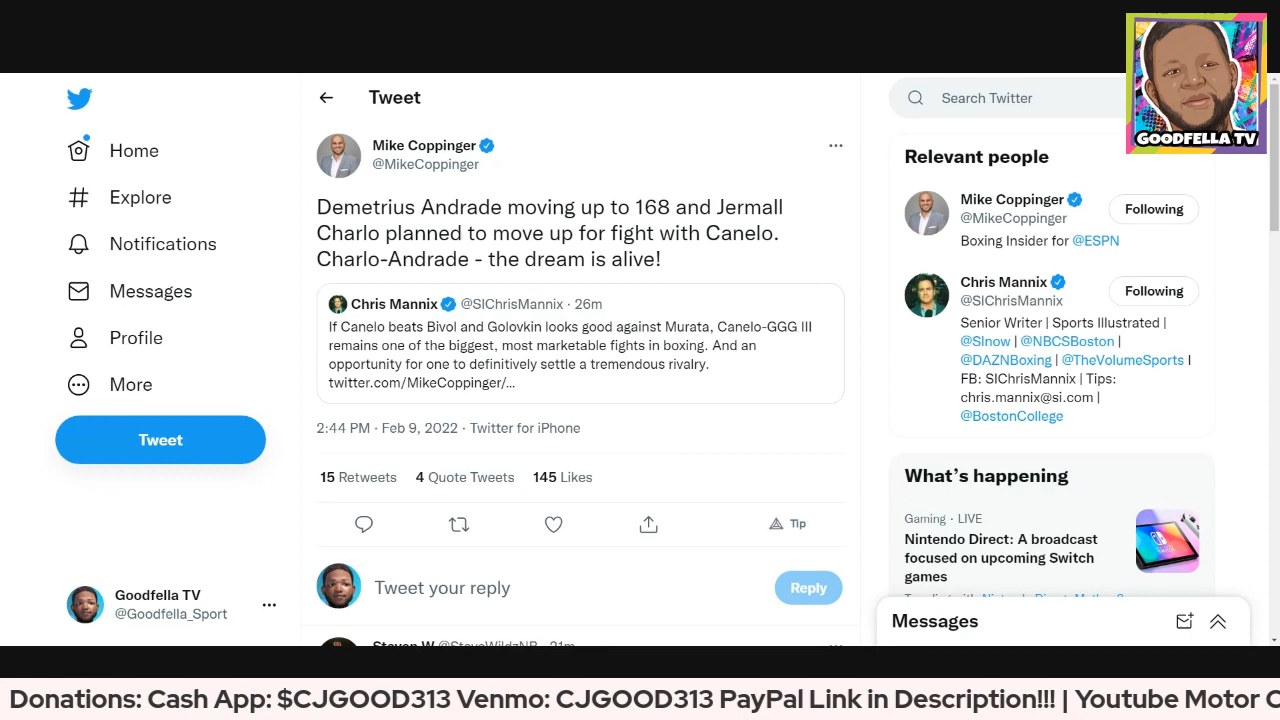 GOODFELLA TV
Home
Explore
Notifications
Messages
Profile
More
Tweet
Goodfella TV
@Goodfella_Sport
Tweet
Mike Coppinger
@MikeCoppinger
Demetrius Andrade moving up to 168 and Jermall
Charlo planned to move up for fight with Canelo.
Charlo-Andrade - the dream is alive!
Chris Mannix @SIChrisMannix · 26m
If Canelo beats Bivol and Golovkin looks good against Murata, Canelo-GGG III
remains one of the biggest, most marketable fights in boxing. And an
opportunity for one to definitively settle a tremendous rivalry.
twitter.com/MikeCoppinger/...
2:44 PM · Feb 9, 2022 · Twitter for iPhone
15 Retweets 4 Quote Tweets 145 Likes
Tip
Tweet your reply
Reply
Search Twitter
Relevant people
Mike Coppinger
@MikeCoppinger
Following
Boxing Insider for @ESPN
Chris Mannix
@SIChrisMannix
Following
Senior Writer | Sports Illustrated |
@SInow | @NBCSBoston |
@DAZNBoxing | @TheVolumeSports I
FB: SIChrisMannix | Tips:
chris.mannix@si.com |
@BostonCollege
What's happening
Gaming · LIVE
Nintendo Direct: A broadcast
focused on upcoming Switch
games
Messages
Donations: Cash App: $CJGOOD313 Venmo: CJGOOD313 PayPal Link in Description!!! | Youtube Motor